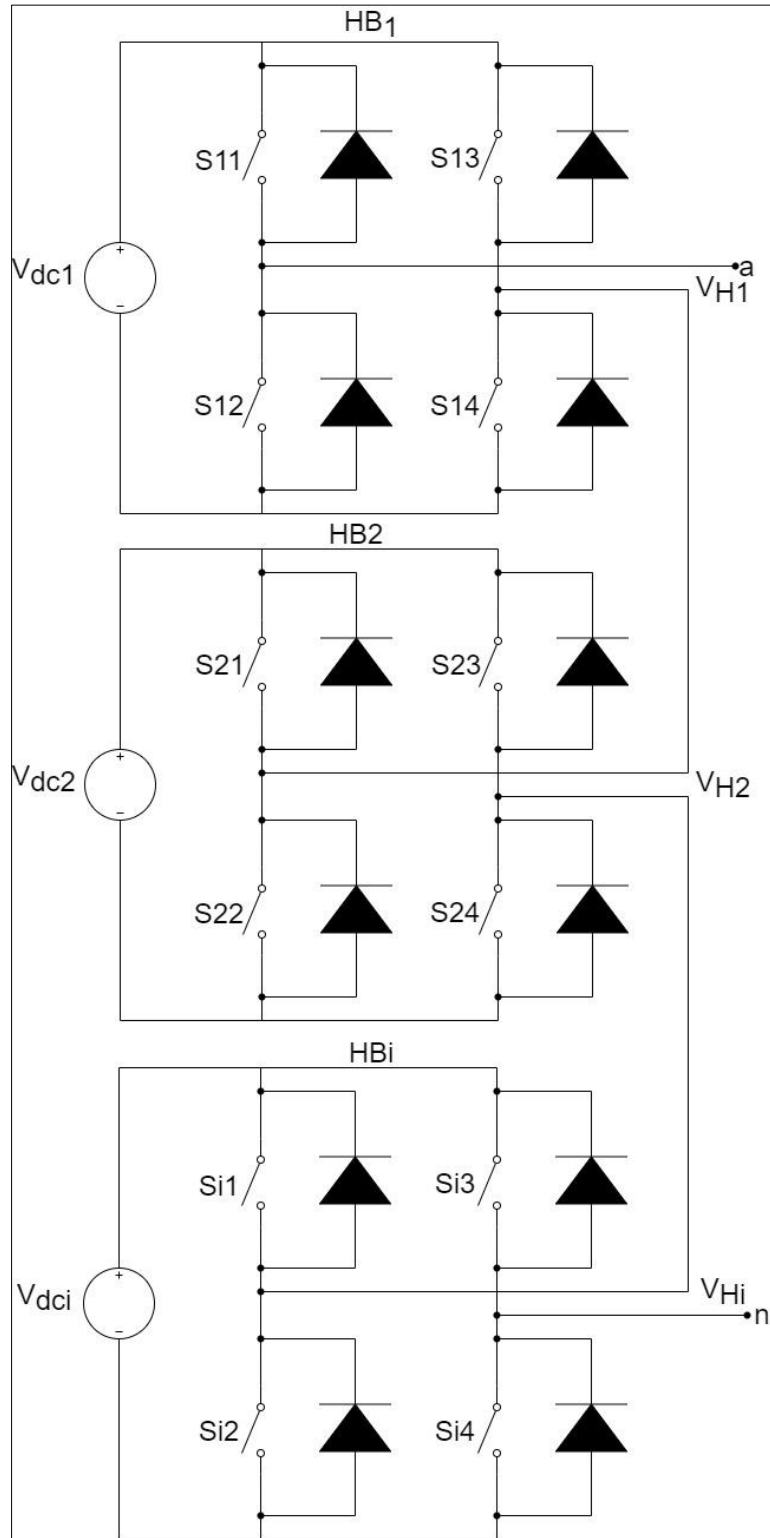 HB1
S11
S13
+
Vdc1
-
a
VH1
S12
S14
HB2
S21
S23
+
Vdc2
-
VH2
S22
S24
HBi
Si1
Si3
+
Vdci
-
VHi
n
Si2
Si4